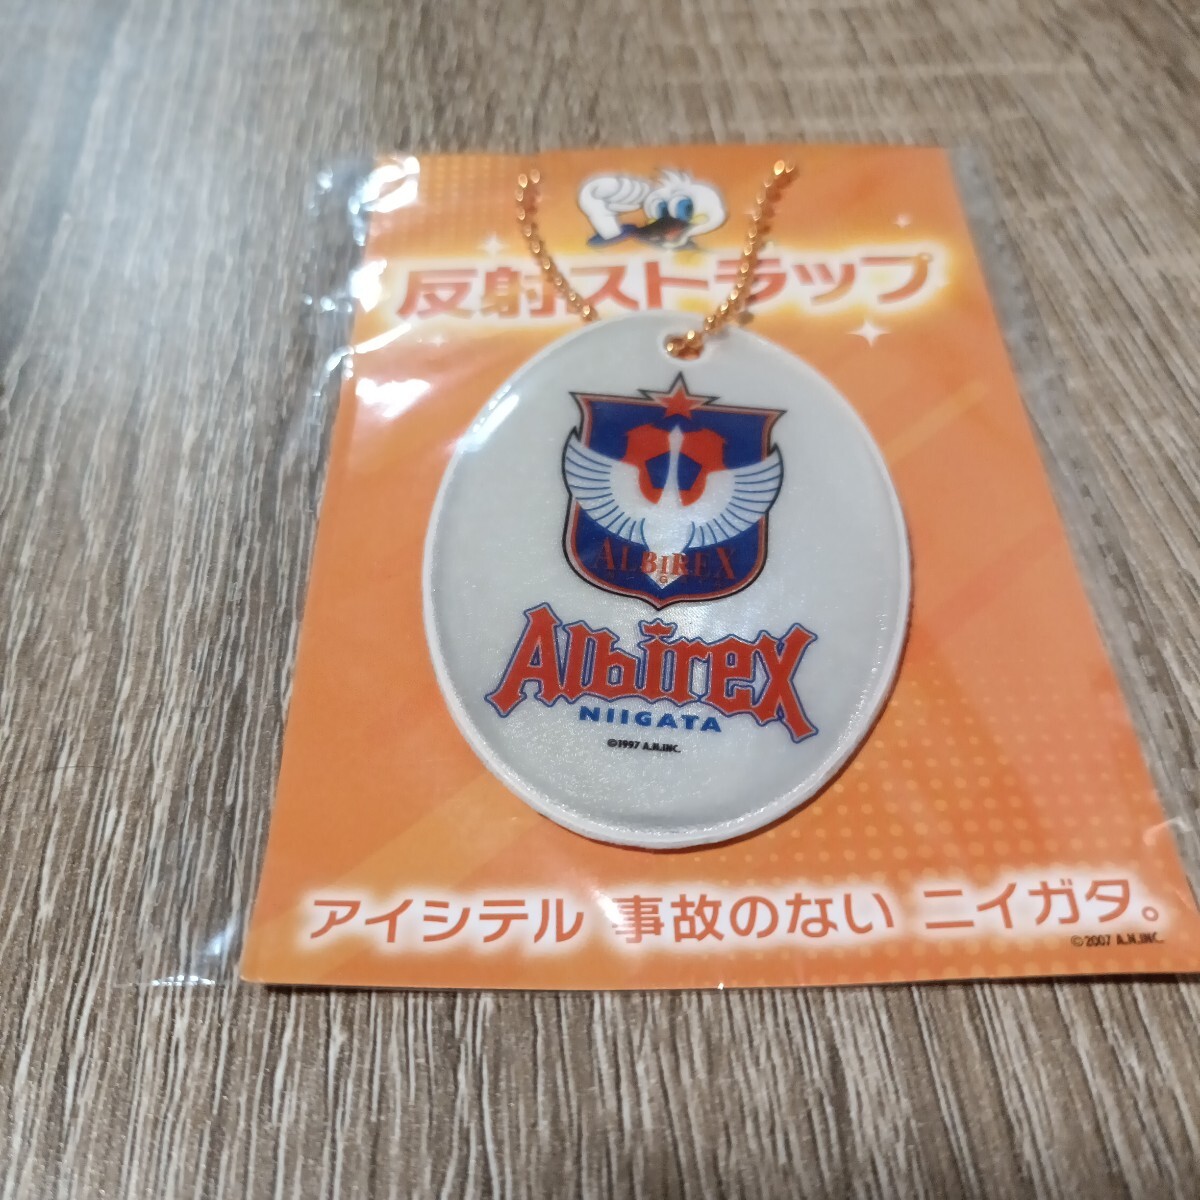 反射ストラップ
ALBIREX
Albirex
NIIGATA
©1997 A.N.INC.
アイシテル 事故のない ニイガタ。
©2007 A.N.INC.